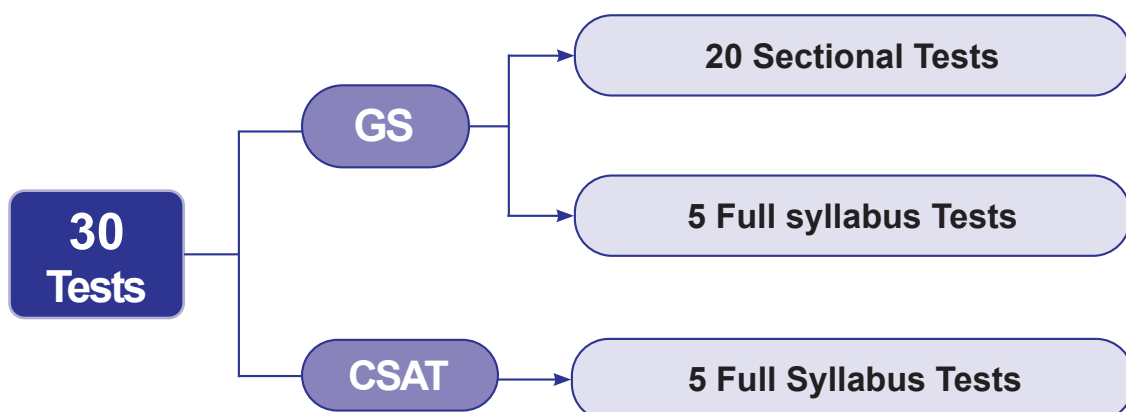 20 Sectional Tests
GS
5 Full syllabus Tests
30
Tests
CSAT
5 Full Syllabus Tests